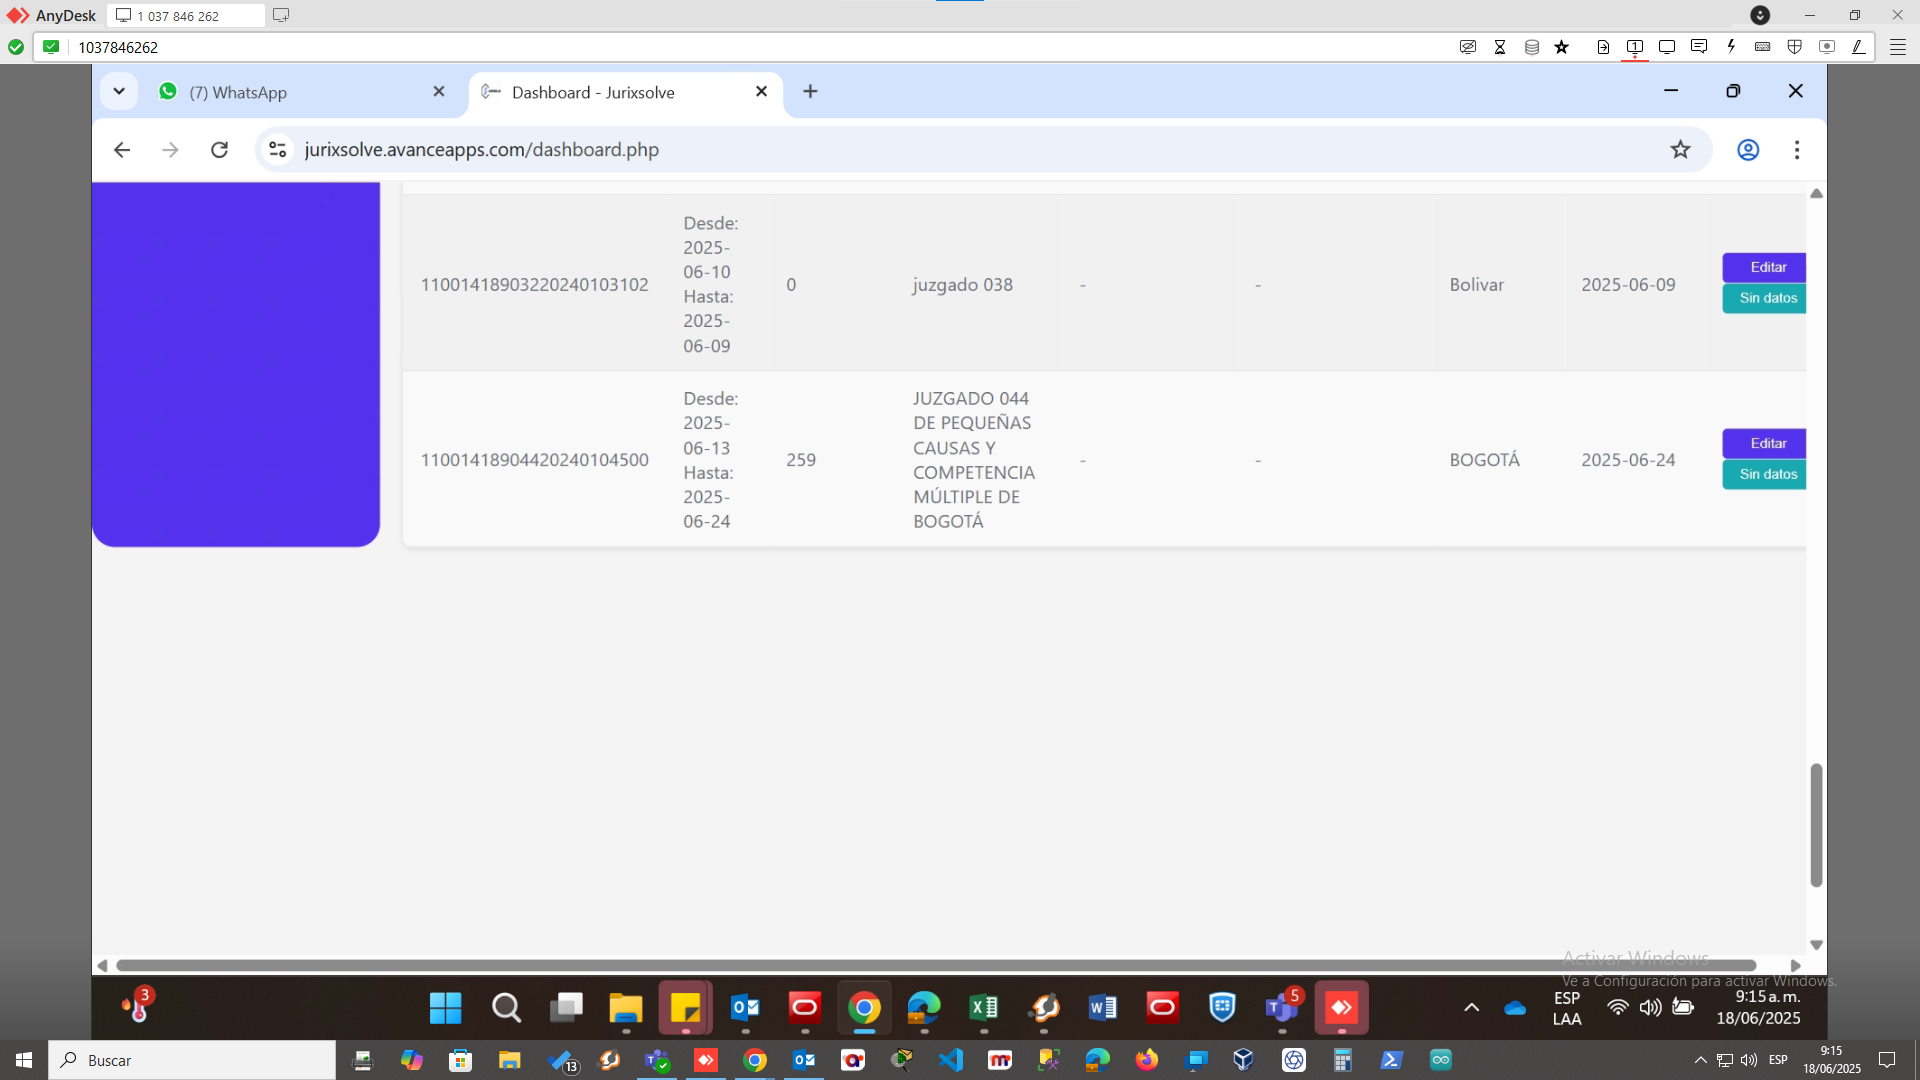 AnyDesk
1 037 846 262
1037846262
1
(7) WhatsApp
Dashboard - Jurixsolve
jurixsolve.avanceapps.com/dashboard.php
11001418903220240103102
Desde:
2025-
06-10
Hasta:
2025-
06-09
0
juzgado 038
-
-
Bolivar
2025-06-09
Editar
Sin datos
11001418904420240104500
Desde:
2025-
06-13
Hasta:
2025-
06-24
259
JUZGADO 044
DE PEQUEÑAS
CAUSAS Y
COMPETENCIA
MÚLTIPLE DE
BOGOTÁ
-
-
BOGOTÁ
2025-06-24
Editar
Sin datos
Activar Windows
Ve a Configuración para activar Windows.
3
5
ESP
LAA
9:15 a. m.
18/06/2025
Buscar
13
ESP
9:15
18/06/2025